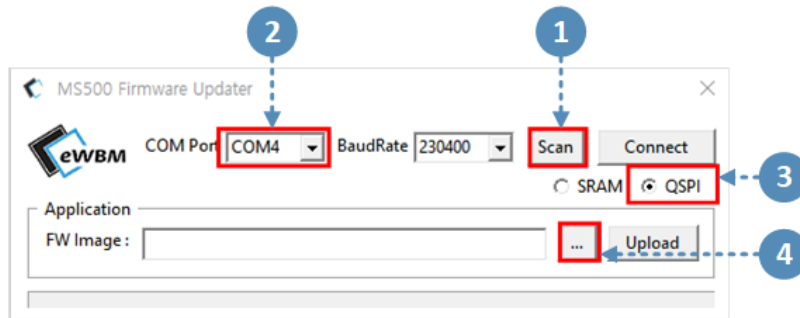 2
1
MS500 Firmware Updater
eWBM
COM Port COM4 BaudRate 230400 Scan Connect
SRAM QSPI
3
Application
FW Image : ... Upload
4